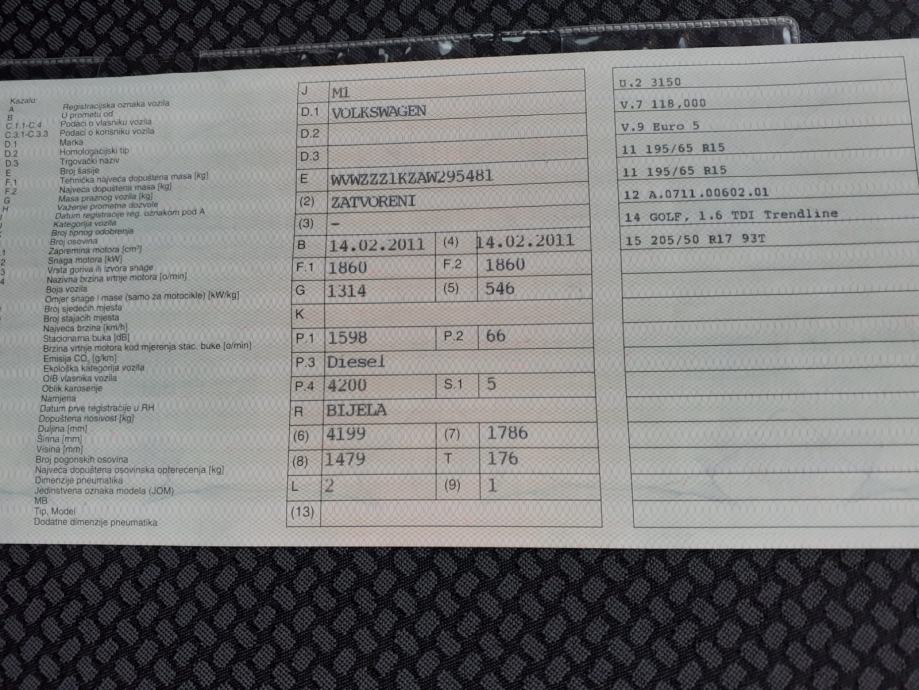 Kazalu:
A Registracijska oznaka vozila
B U prometu od
C.1.1-C.4 Podaci o vlasniku vozila
C.3.1-C.3.3 Podaci o korisniku vozila
D.1 Marka
D.2 Homologacijski tip
D.3 Trgovački naziv
E Broj šasije
F.1 Tehnička najveća dopuštena masa [kg]
F.2 Najveća dopuštena masa [kg]
G Masa praznog vozila [kg]
H Važenje prometne dozvole
Datum registracije reg. oznakom pod A
Kategorija vozila
Broj tipnog odobrenja
Broj osovina
.1 Zapremina motora [cm³]
2 Snaga motora [kW]
3 Vrsta goriva ili izvora snage
4 Nazivna brzina vrtnje motora [o/min]
Boja vozila
Omjer snage i mase (samo za motocikle) [kW/kg]
Broj sjedećih mjesta
Broj stajaćih mjesta
Najveća brzina [km/h]
Stacionarna buka [dB]
Brzina vrtnje motora kod mjerenja stac. buke [o/min]
Emisija CO₂ [g/km]
Ekološka kategorija vozila
OIB vlasnika vozila
Oblik karoserije
Namjena
Datum prve registracije u RH
Dopuštena nosivost [kg]
Duljina [mm]
Širina [mm]
Visina [mm]
Broj pogonskih osovina
Najveća dopuštena osovinska opterećenja [kg]
Dimenzije pneumatika
Jedinstvena oznaka modela (JOM)
MB
Tip, Model
Dodatne dimenzije pneumatika
J M1
D.1 VOLKSWAGEN
D.2
D.3
E WVWZZZ1KZAW295481
(2) ZATVORENI
(3) –
B 14.02.2011 (4) 14.02.2011
F.1 1860 F.2 1860
G 1314 (5) 546
K
P.1 1598 P.2 66
P.3 Diesel
P.4 4200 S.1 5
R BIJELA
(6) 4199 (7) 1786
(8) 1479 T 176
L 2 (9) 1
(13)
U.2 3150
V.7 118,000
V.9 Euro 5
11 195/65 R15
11 195/65 R15
12 A.0711.00602.01
14 GOLF, 1.6 TDI Trendline
15 205/50 R17 93T